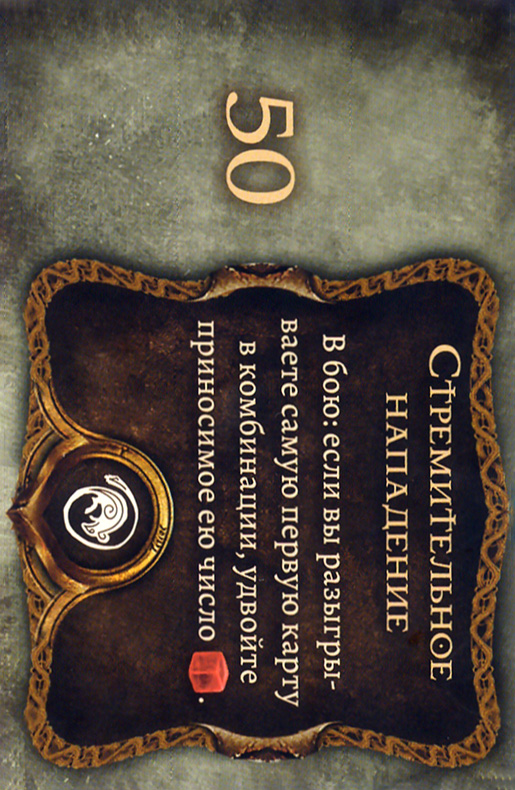 50
СТРЕМИТЕЛЬНОЕ
НАПАДЕНИЕ
В бою: если вы разыгры-
ваете самую первую карту
в комбинации, удвойте
приносимое ею число .